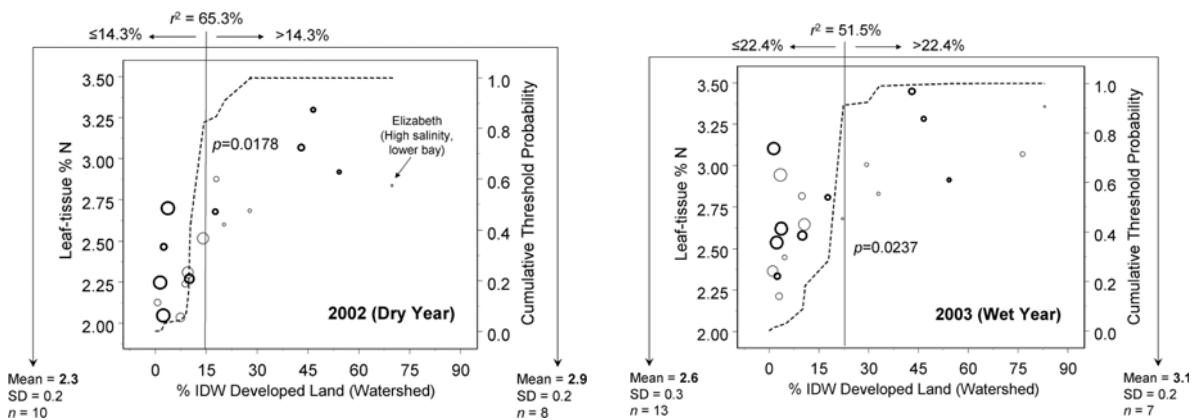 r² = 65.3%
≤14.3%
>14.3%
3.50
3.25
3.00
2.75
2.50
2.25
2.00
Leaf-tissue % N
1.0
0.8
0.6
0.4
0.2
0.0
Cumulative Threshold Probability
p=0.0178
Elizabeth
(High salinity,
lower bay)
2002 (Dry Year)
0 15 30 45 60 75 90
% IDW Developed Land (Watershed)
Mean = 2.3
SD = 0.2
n = 10
Mean = 2.9
SD = 0.2
n = 8
r² = 51.5%
≤22.4%
>22.4%
3.50
3.25
3.00
2.75
2.50
2.25
2.00
Leaf-tissue % N
1.0
0.8
0.6
0.4
0.2
0.0
Cumulative Threshold Probability
p=0.0237
2003 (Wet Year)
0 15 30 45 60 75 90
% IDW Developed Land (Watershed)
Mean = 2.6
SD = 0.3
n = 13
Mean = 3.1
SD = 0.2
n = 7